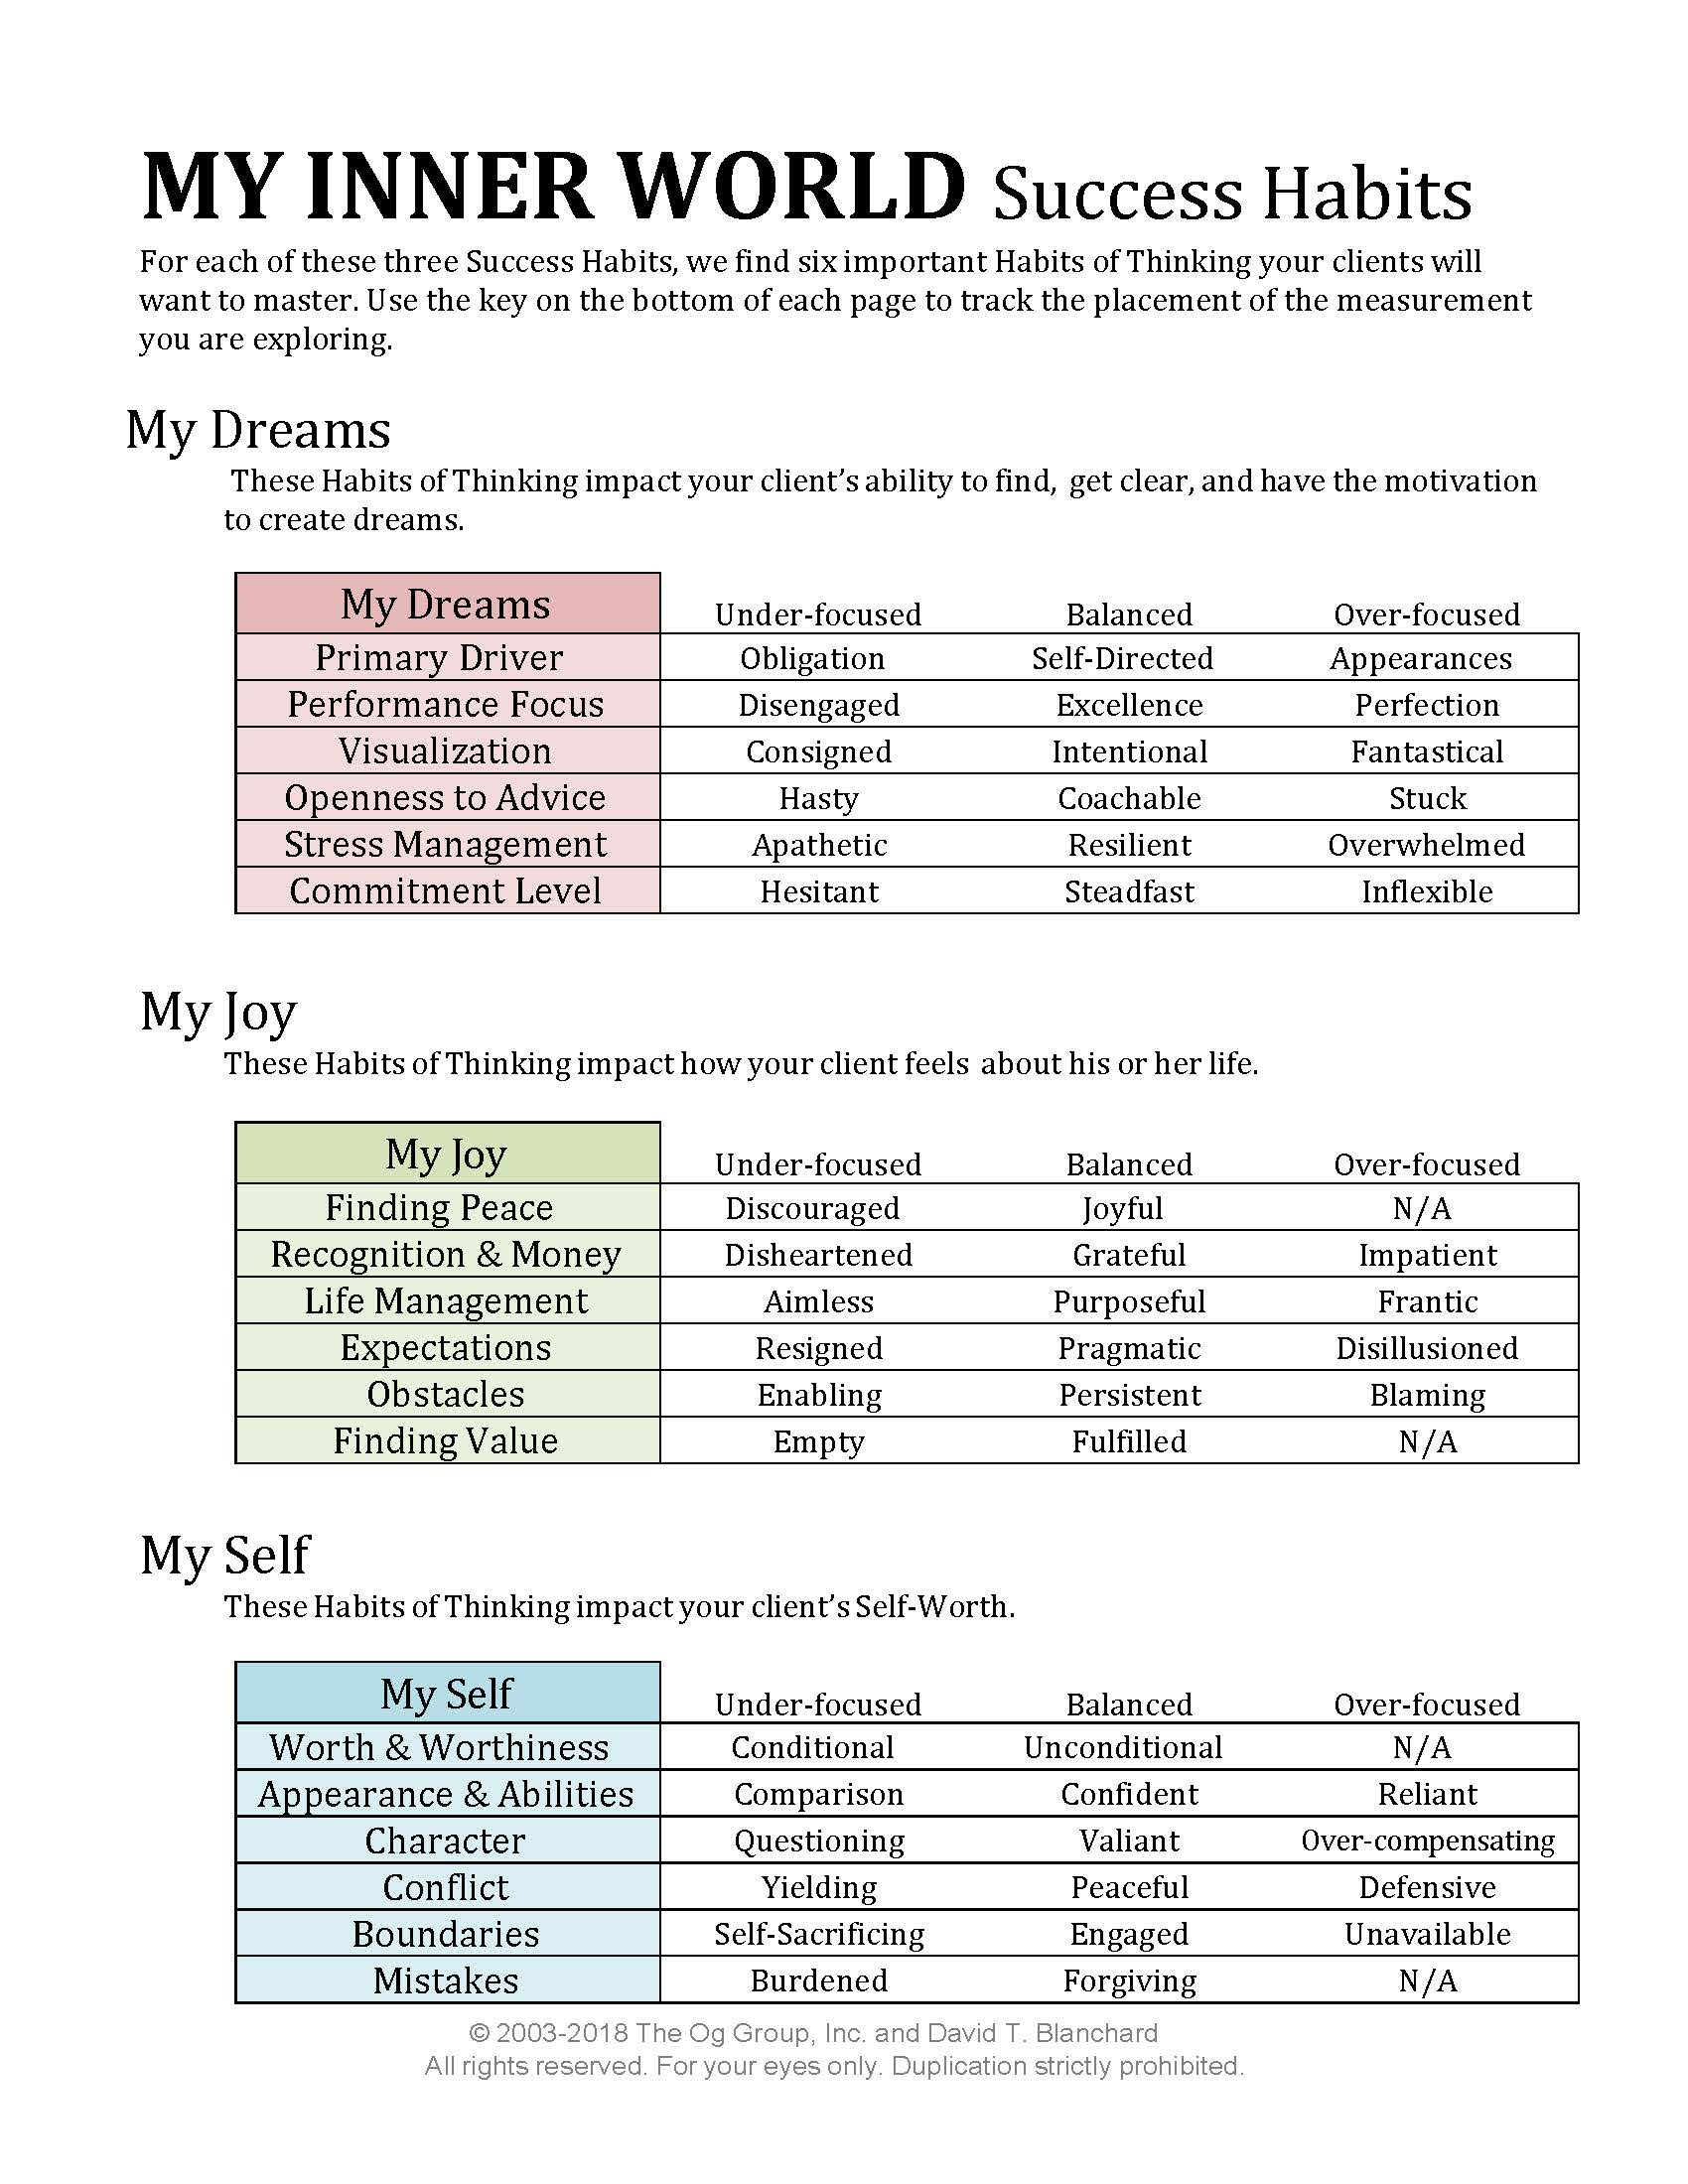 MY INNER WORLD Success Habits
For each of these three Success Habits, we find six important Habits of Thinking your clients will
want to master. Use the key on the bottom of each page to track the placement of the measurement
you are exploring.
My Dreams
These Habits of Thinking impact your client's ability to find, get clear, and have the motivation
to create dreams.
My Dreams Under-focused Balanced Over-focused
Primary Driver Obligation Self-Directed Appearances
Performance Focus Disengaged Excellence Perfection
Visualization Consigned Intentional Fantastical
Openness to Advice Hasty Coachable Stuck
Stress Management Apathetic Resilient Overwhelmed
Commitment Level Hesitant Steadfast Inflexible
My Joy
These Habits of Thinking impact how your client feels about his or her life.
My Joy Under-focused Balanced Over-focused
Finding Peace Discouraged Joyful N/A
Recognition & Money Disheartened Grateful Impatient
Life Management Aimless Purposeful Frantic
Expectations Resigned Pragmatic Disillusioned
Obstacles Enabling Persistent Blaming
Finding Value Empty Fulfilled N/A
My Self
These Habits of Thinking impact your client's Self-Worth.
My Self Under-focused Balanced Over-focused
Worth & Worthiness Conditional Unconditional N/A
Appearance & Abilities Comparison Confident Reliant
Character Questioning Valiant Over-compensating
Conflict Yielding Peaceful Defensive
Boundaries Self-Sacrificing Engaged Unavailable
Mistakes Burdened Forgiving N/A
© 2003-2018 The Og Group, Inc. and David T. Blanchard
All rights reserved. For your eyes only. Duplication strictly prohibited.